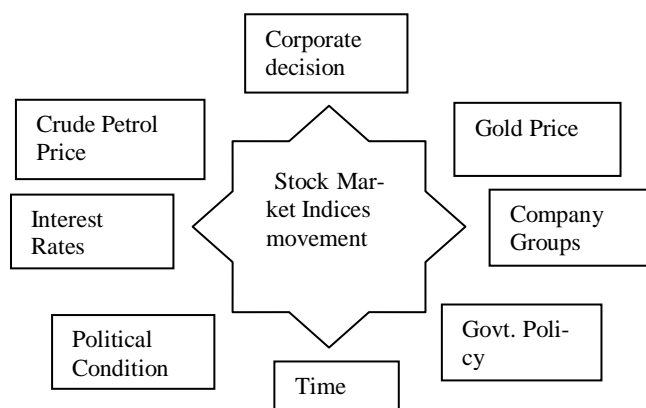 Corporate
decision
Crude Petrol
Price
Gold Price
Stock Mar-
ket Indices
movement
Interest
Rates
Company
Groups
Political
Condition
Govt. Poli-
cy
Time